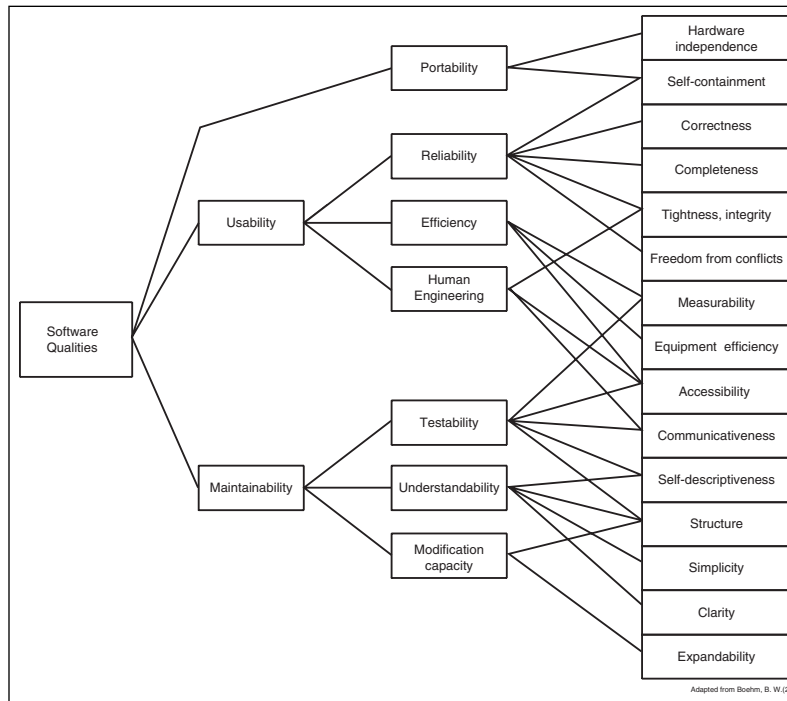 Software
Qualities
Usability
Maintainability
Portability
Reliability
Efficiency
Human
Engineering
Testability
Understandability
Modification
capacity
Hardware
independence
Self-containment
Correctness
Completeness
Tightness, integrity
Freedom from conflicts
Measurability
Equipment efficiency
Accessibility
Communicativeness
Self-descriptiveness
Structure
Simplicity
Clarity
Expandability
Adapted from Boehm, B. W.(2